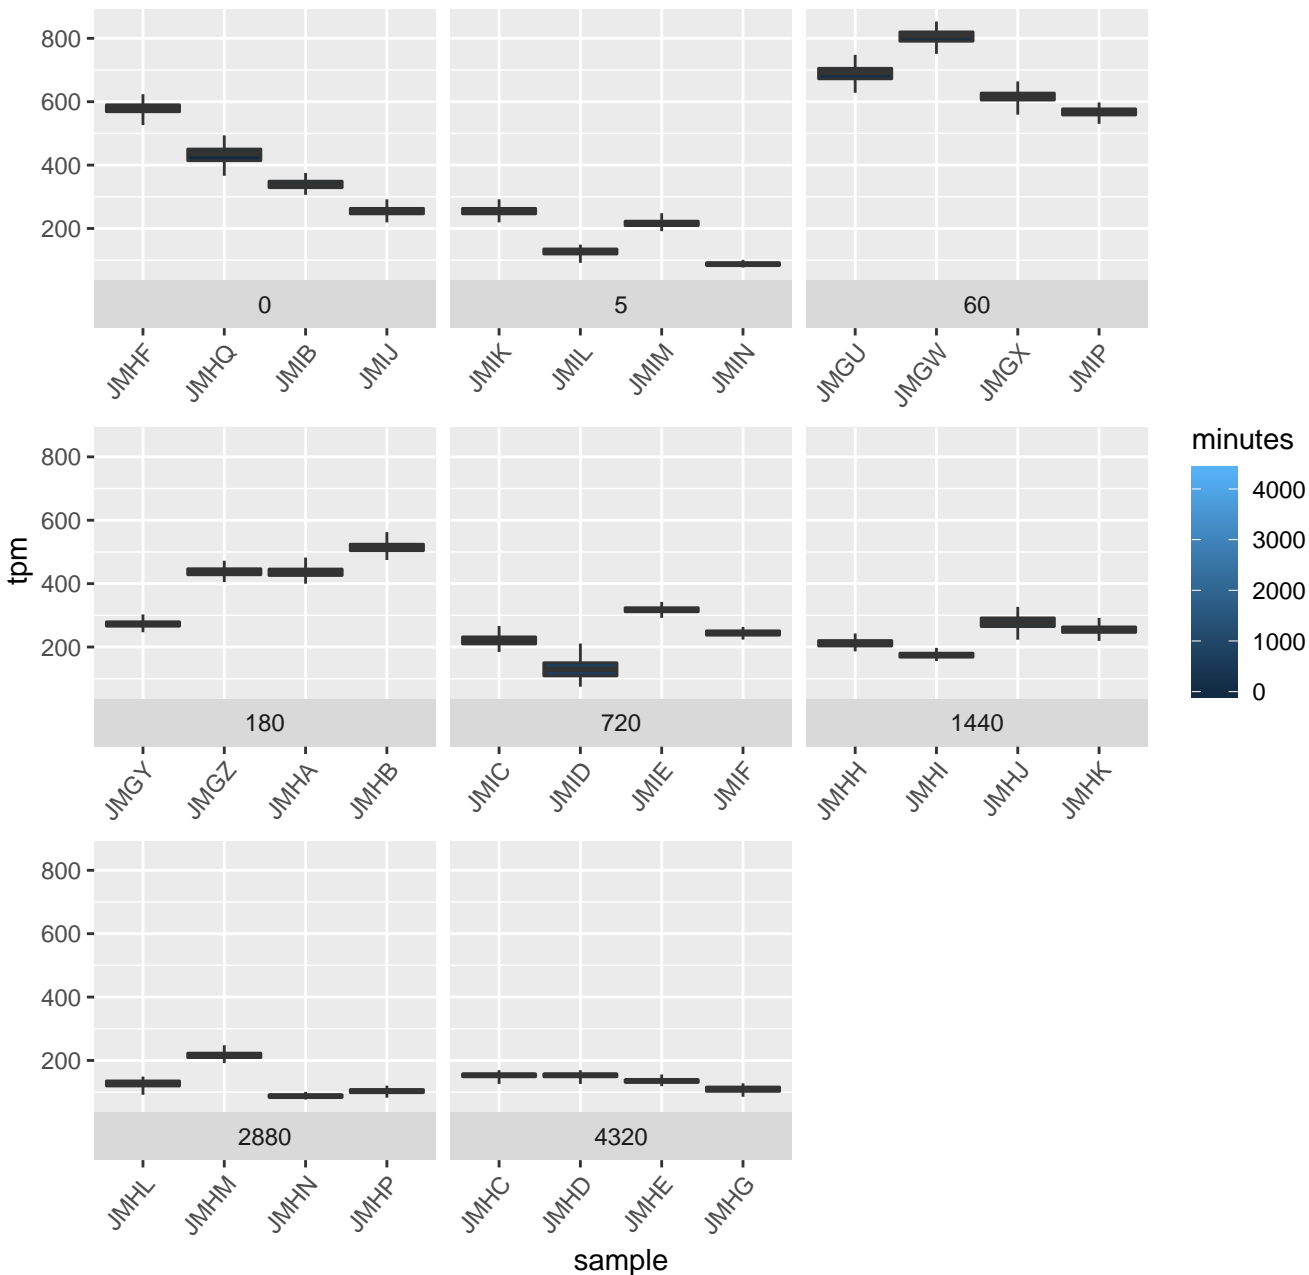 800
600
400
200
0
5
60
JMHF
JMHQ
JMIB
JMIJ
JMIK
JMIL
JMIM
JMIN
JMGU
JMGW
JMGX
JMIP
tpm
800
600
400
200
180
720
1440
JMGY
JMGZ
JMHA
JMHB
JMIC
JMID
JMIE
JMIF
JMHH
JMHI
JMHJ
JMHK
minutes
4000
3000
2000
1000
0
800
600
400
200
2880
4320
JMHL
JMHM
JMHN
JMHP
JMHC
JMHD
JMHE
JMHG
sample